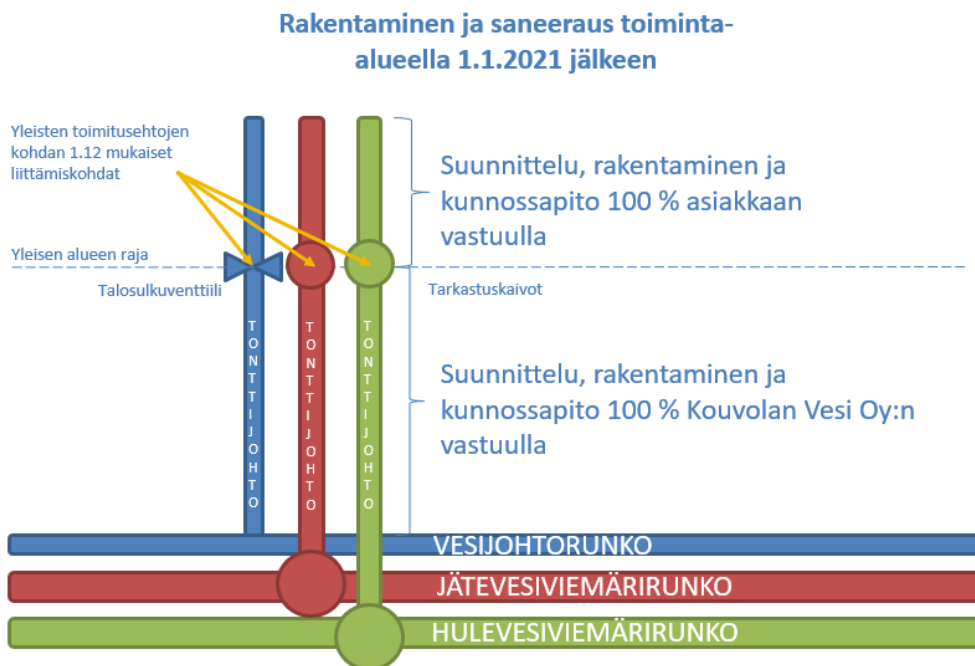 Rakentaminen ja saneeraus toiminta-
alueella 1.1.2021 jälkeen
Yleisten toimitusehtojen
kohdan 1.12 mukaiset
liittämiskohdat
Suunnittelu, rakentaminen ja
kunnossapito 100 % asiakkaan
vastuulla
Yleisen alueen raja
Talosulkuventtiili
Tarkastuskaivot
TONTTIJOHTO
TONTTIJOHTO
TONTTIJOHTO
Suunnittelu, rakentaminen ja
kunnossapito 100 % Kouvolan Vesi Oy:n
vastuulla
VESIJOHTORUNKO
JÄTEVESIVIEMÄRIRUNKO
HULEVESIVIEMÄRIRUNKO